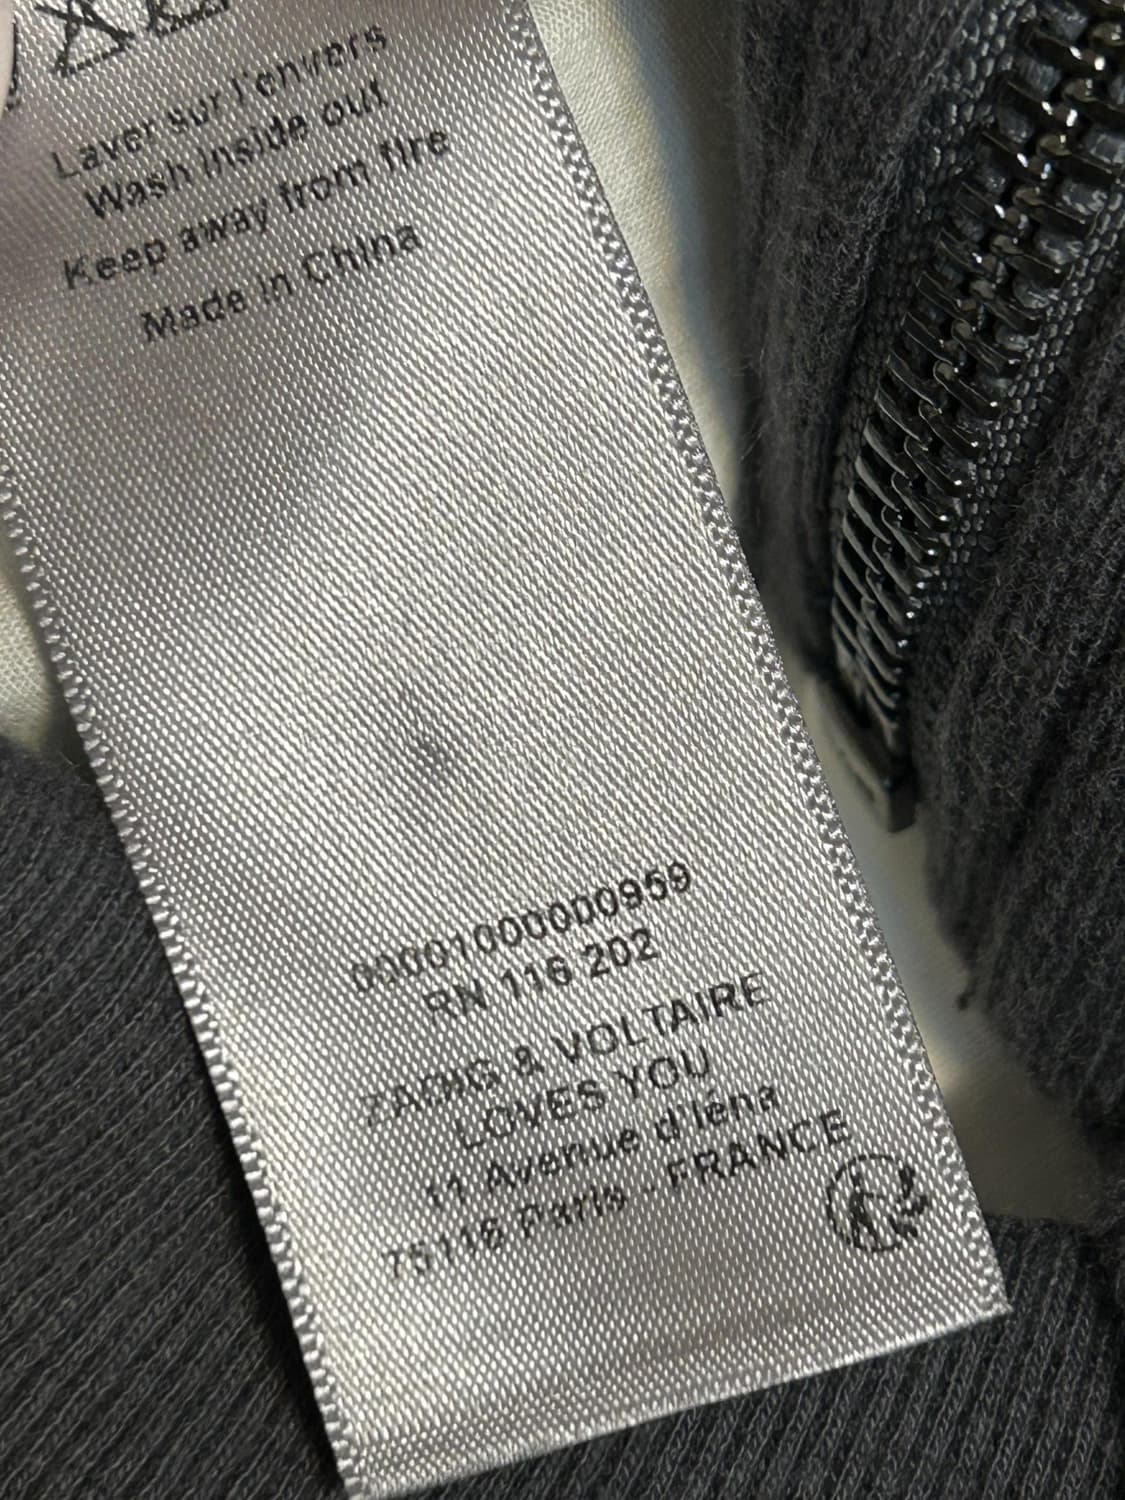 Laver sur l'envers
Wash inside out
Keep away from fire
Made in China
00001000000959
RN 116 202
ZADIG & VOLTAIRE
LOVES YOU
11 Avenue d'Iéna
75116 Paris - FRANCE